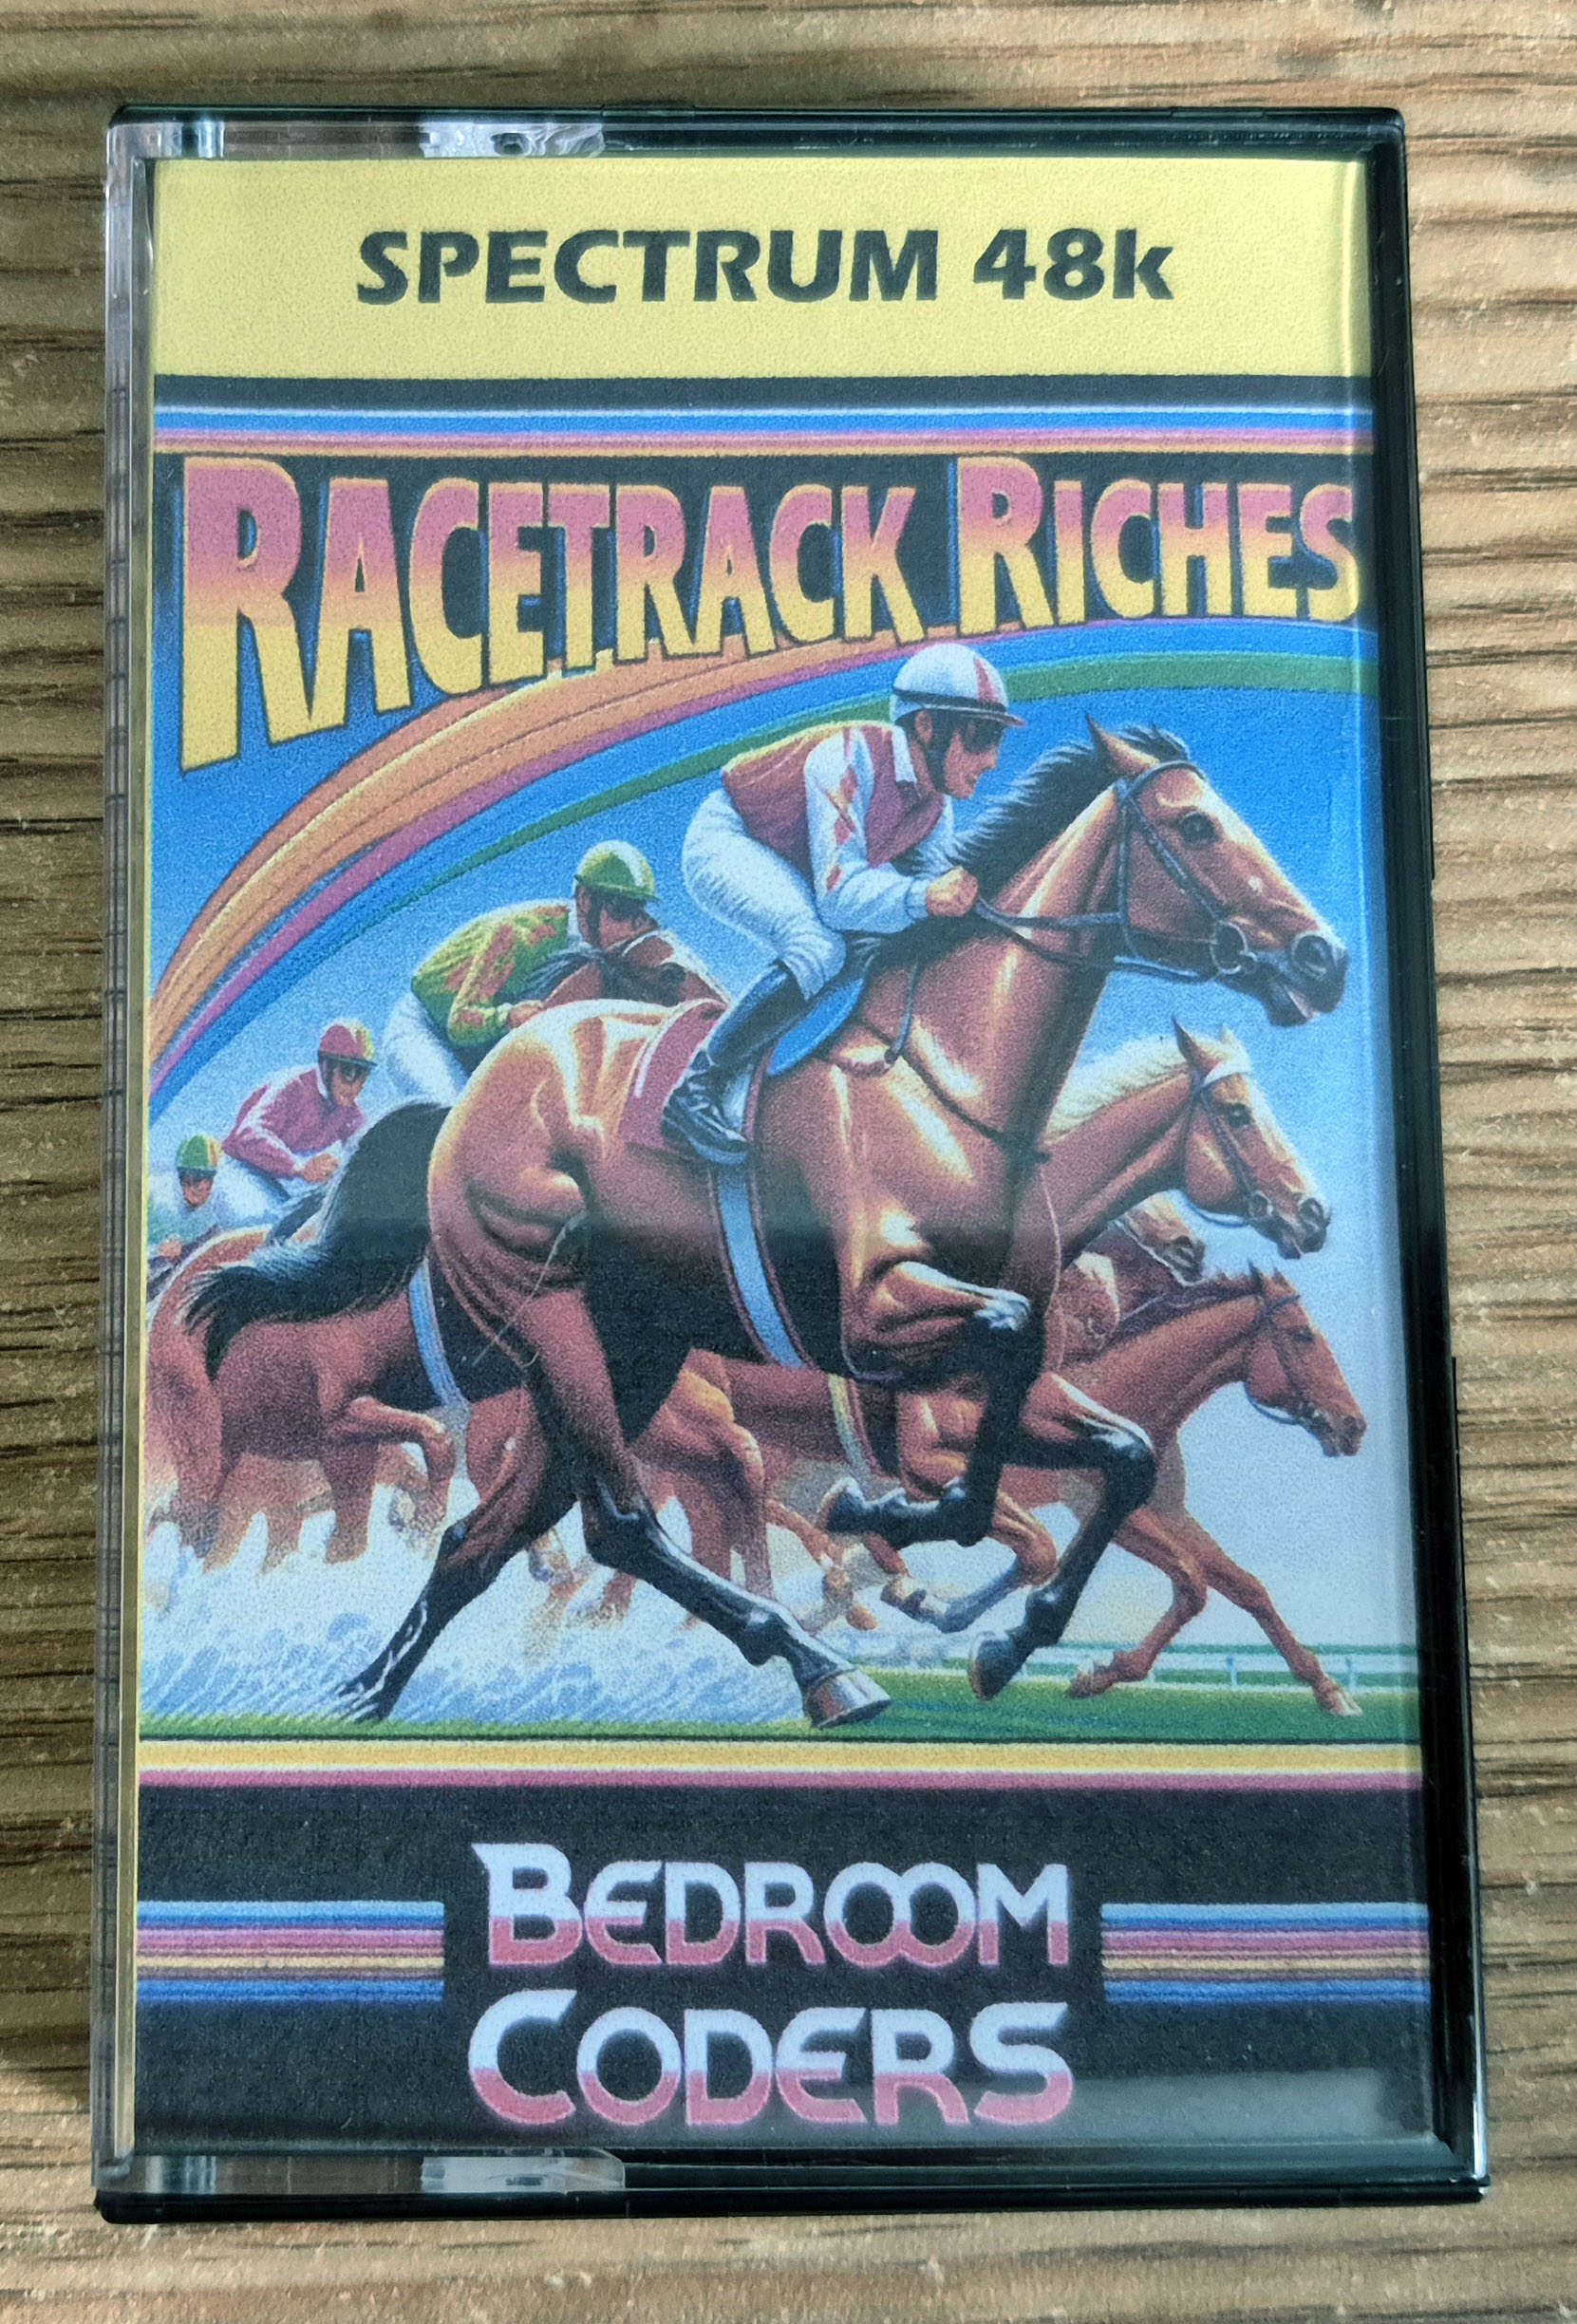 SPECTRUM 48k
RACETRACK RICHES
BEDROOM
CODERS